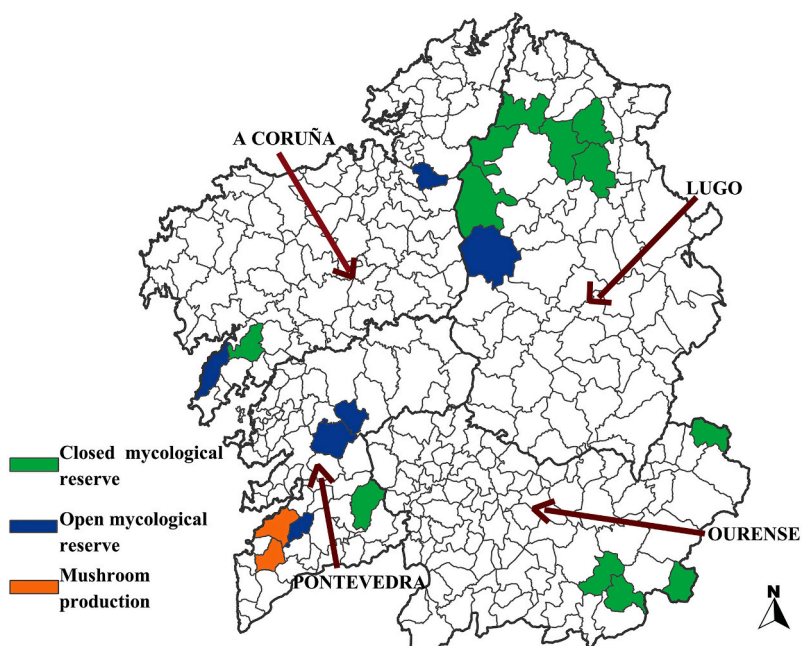 A CORUÑA
LUGO
Closed mycological
reserve
Open mycological
reserve
Mushroom
production
OURENSE
PONTEVEDRA
N